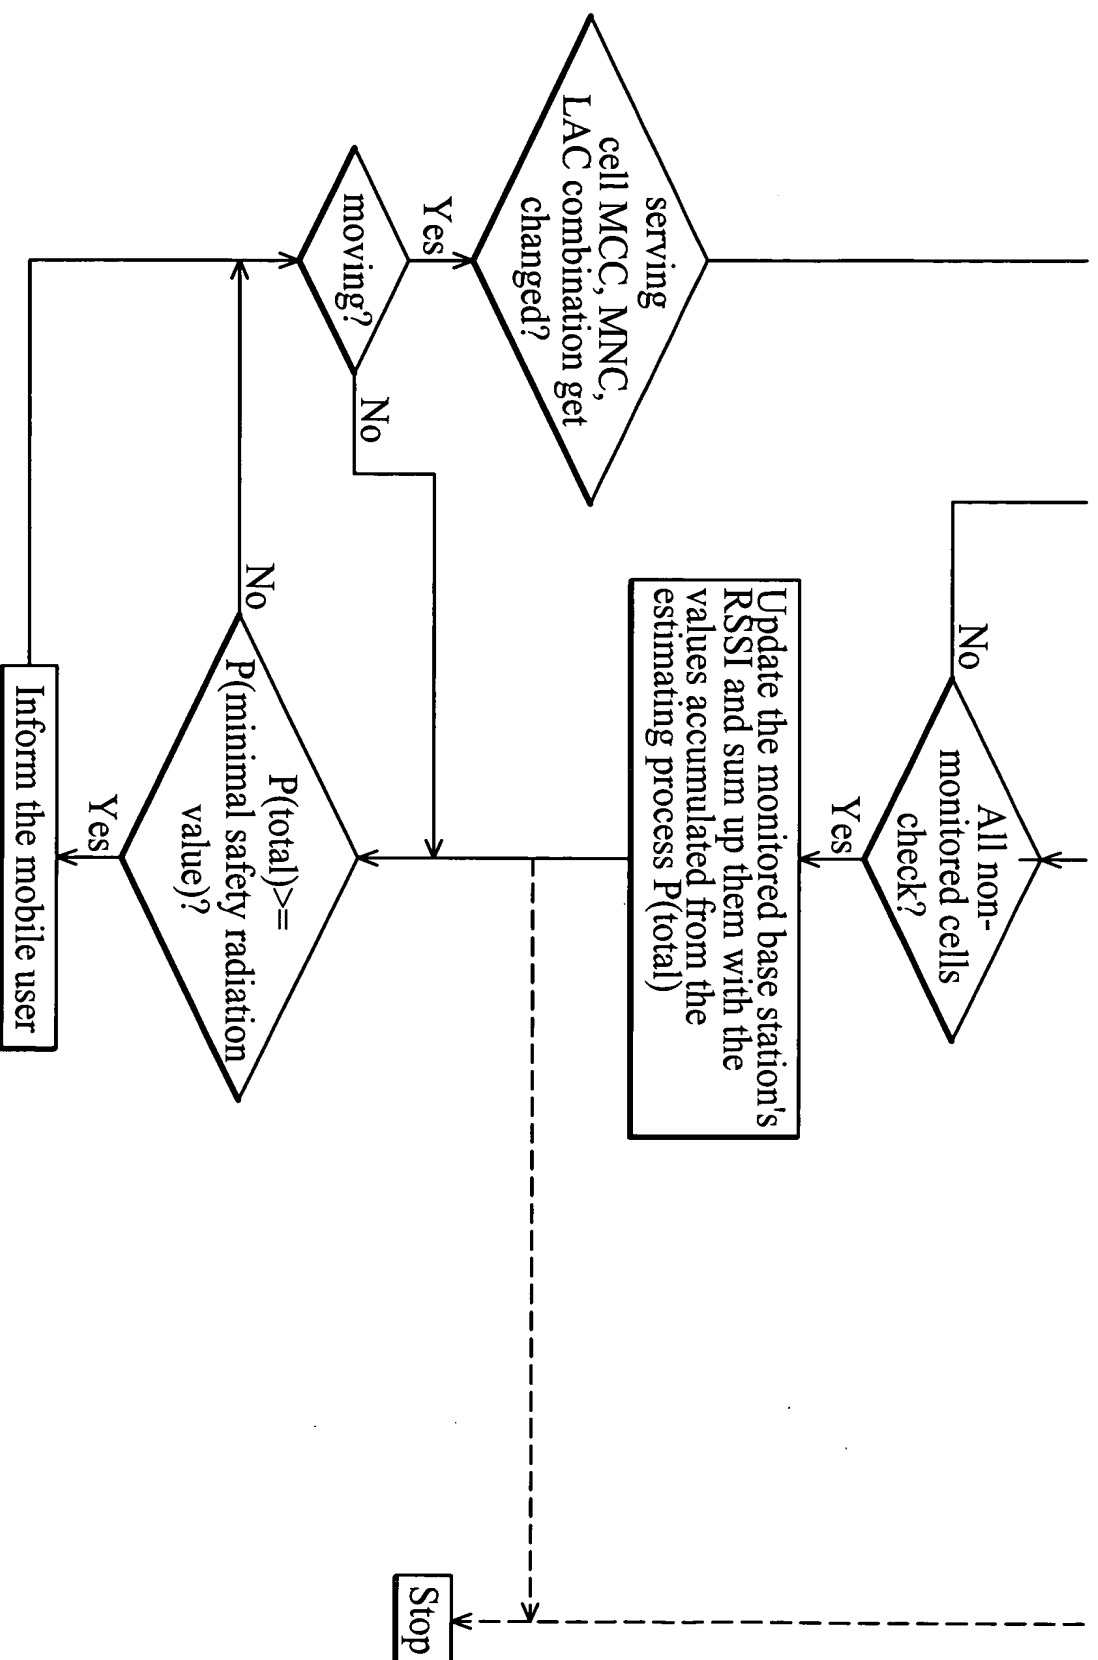 serving
cell MCC, MNC,
LAC combination get
changed?
Yes
moving?
No
All non-
monitored cells
check?
No
Yes
Update the monitored base station's
RSSI and sum up them with the
values accumulated from the
estimating process P(total)
P(total)>=
P(minimal safety radiation
value)?
No
Yes
Inform the mobile user
Stop